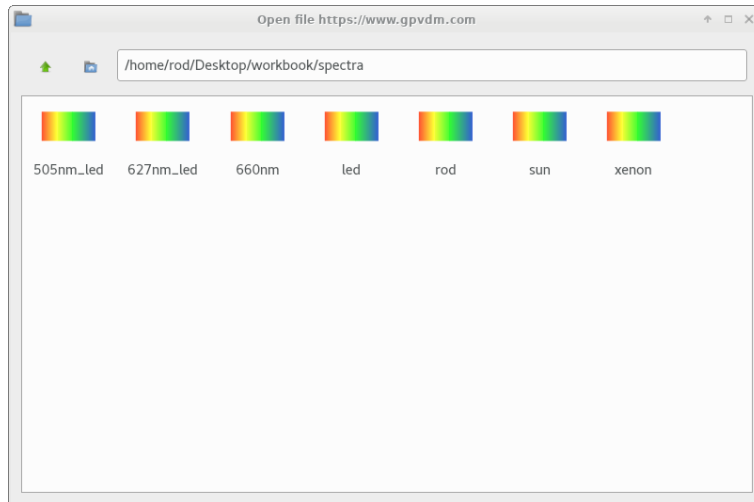 Open file https://www.gpvdm.com
/home/rod/Desktop/workbook/spectra
505nm_led 627nm_led 660nm led rod sun xenon